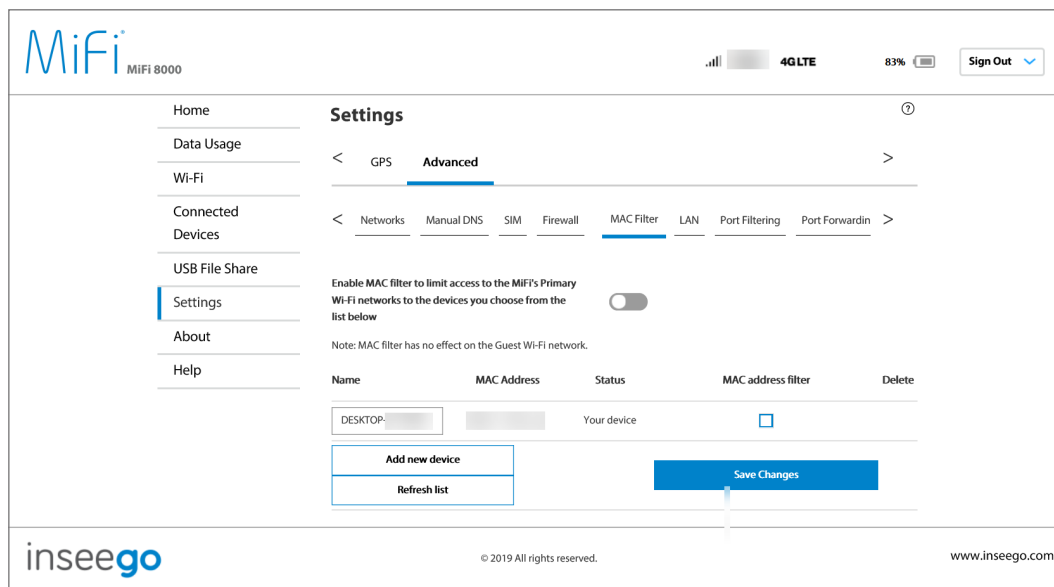 MiFi MiFi 8000
4G LTE
83%
Sign Out
Home
Data Usage
Wi-Fi
Connected
Devices
USB File Share
Settings
About
Help
Settings
?
< GPS Advanced >
< Networks Manual DNS SIM Firewall MAC Filter LAN Port Filtering Port Forwardin >
Enable MAC filter to limit access to the MiFi's Primary
Wi-Fi networks to the devices you choose from the
list below
Note: MAC filter has no effect on the Guest Wi-Fi network.
Name MAC Address Status MAC address filter Delete
DESKTOP- Your device
Add new device
Refresh list
Save Changes
inseego
© 2019 All rights reserved.
www.inseego.com